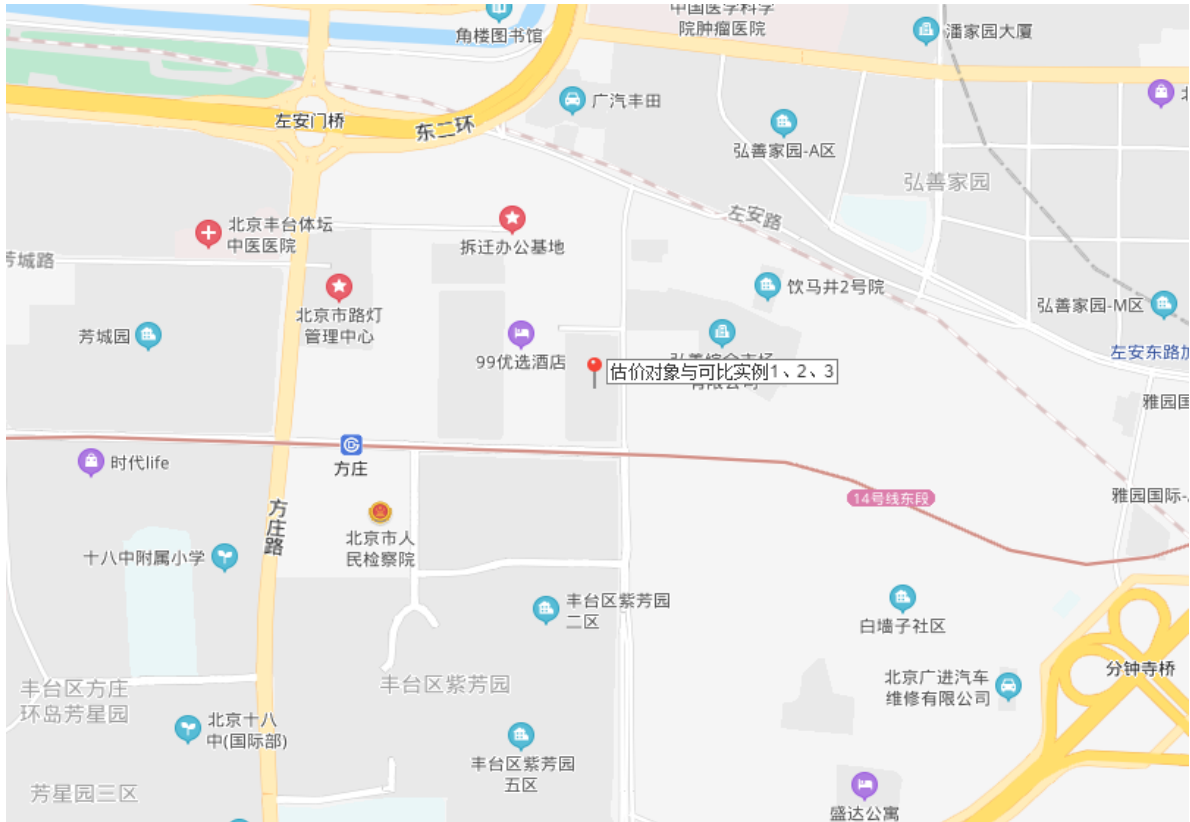 角楼图书馆
中国医学科学
院肿瘤医院
潘家园大厦
广汽丰田
左安门桥
东二环
弘善家园-A区
弘善家园
左安路
北京丰台体坛
中医医院
拆迁办公基地
芳城路
北京市路灯
管理中心
饮马井2号院
弘善家园-M区
芳城园
99优选酒店
左安东路加
估价对象与可比实例1、2、3
有限公司
雅园国
方庄
时代life
14号线东段
雅园国际-
方庄路
北京市人
民检察院
十八中附属小学
丰台区紫芳园
二区
白墙子社区
分钟寺桥
丰台区方庄
环岛芳星园
丰台区紫芳园
北京广进汽车
维修有限公司
北京十八
中(国际部)
丰台区紫芳园
五区
芳星园三区
盛达公寓